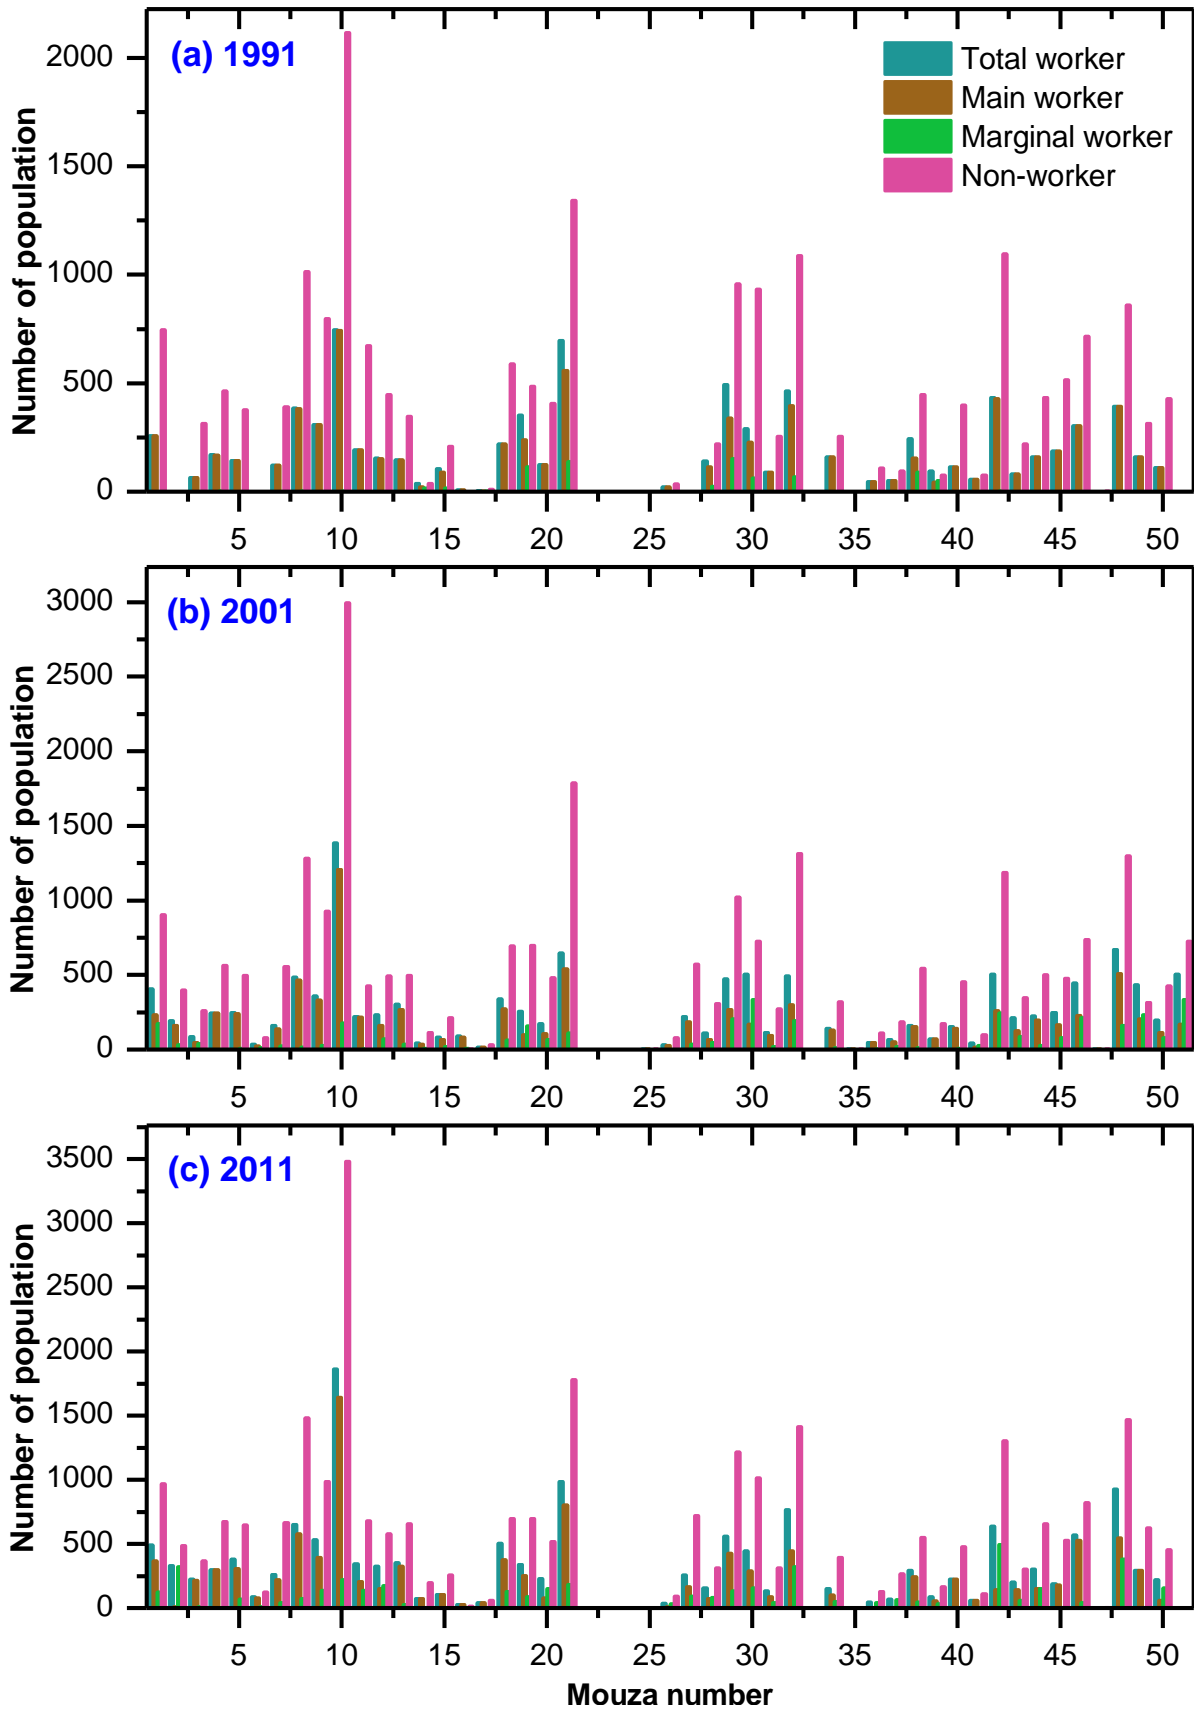 (a) 1991
Total worker
Main worker
Marginal worker
Non-worker
Number of population
2000
1500
1000
500
0
5 10 15 20 25 30 35 40 45 50
(b) 2001
Number of population
3000
2500
2000
1500
1000
500
0
5 10 15 20 25 30 35 40 45 50
(c) 2011
Number of population
3500
3000
2500
2000
1500
1000
500
0
5 10 15 20 25 30 35 40 45 50
Mouza number